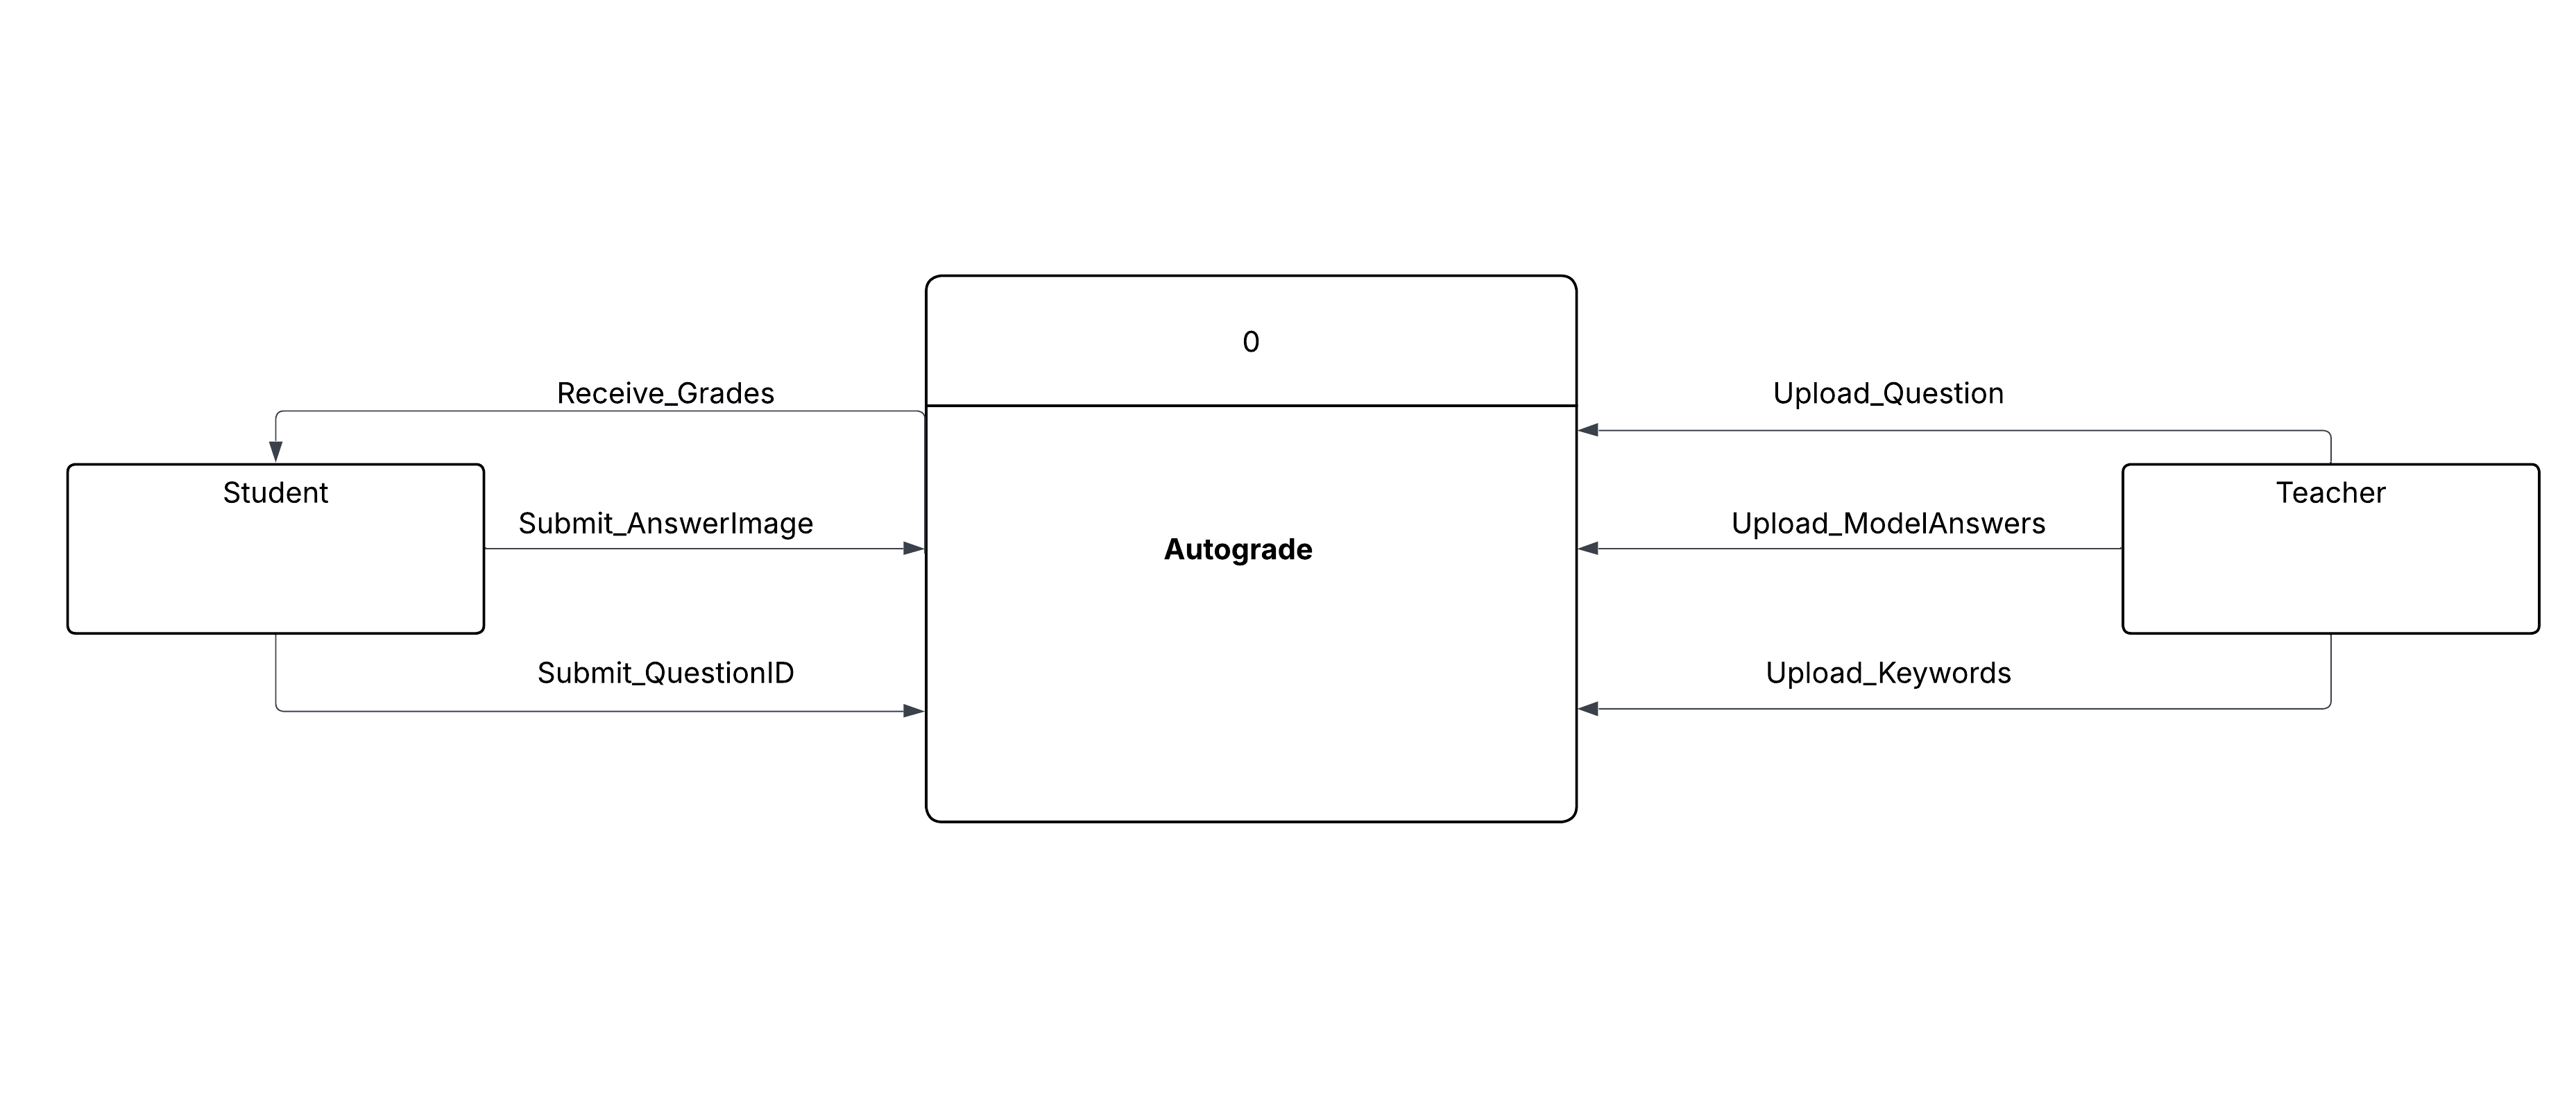 0
Receive_Grades
Upload_Question
Student
Teacher
Submit_AnswerImage
Upload_ModelAnswers
Autograde
Submit_QuestionID
Upload_Keywords